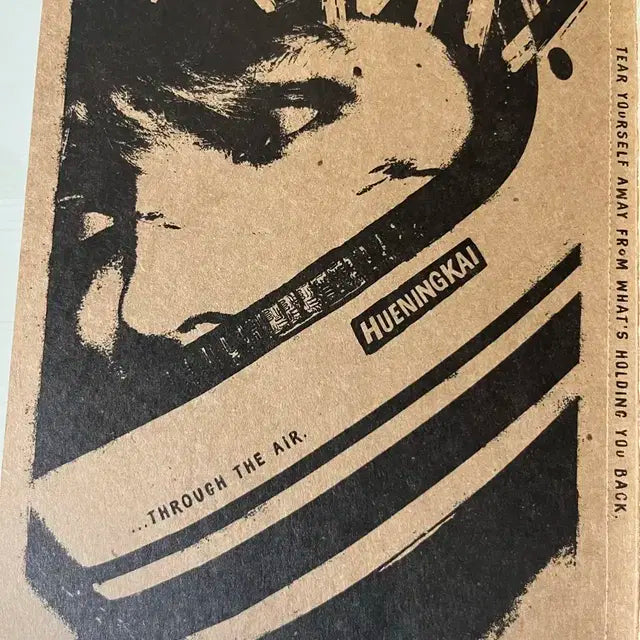 HUENINGKAI
...THROUGH THE AIR.
TEAR YOuRSELF AWAY FRoM WHAT'S HOLDING YOu BACK.